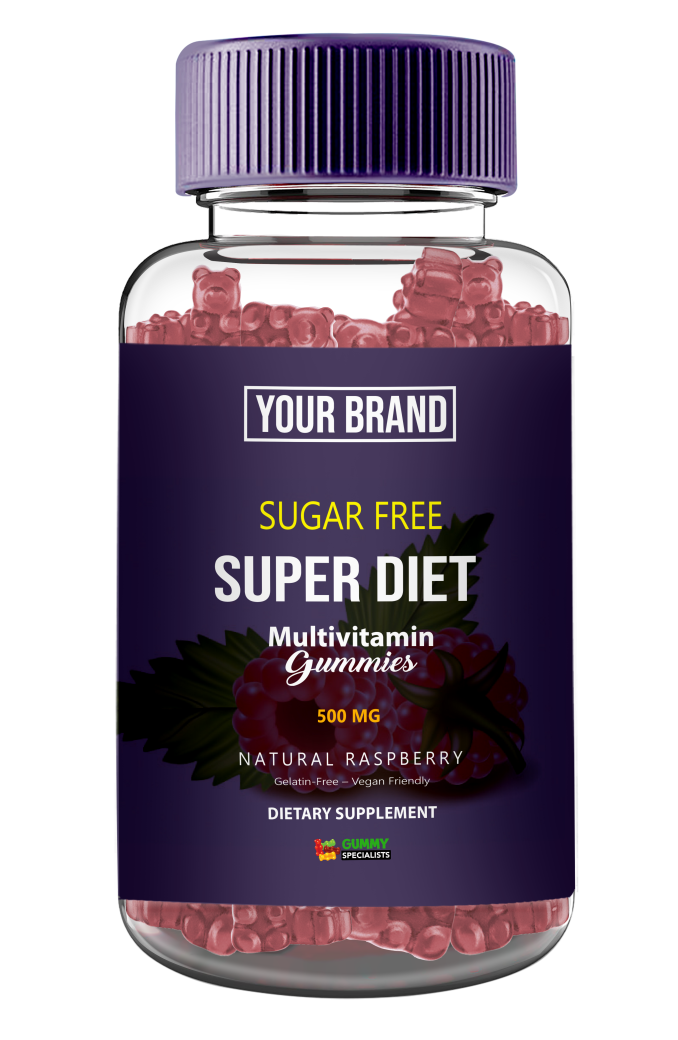 YOUR BRAND
SUGAR FREE
SUPER DIET
Multivitamin
Gummies
500 MG
NATURAL RASPBERRY
Gelatin-Free – Vegan Friendly
DIETARY SUPPLEMENT
GUMMY
SPECIALISTS